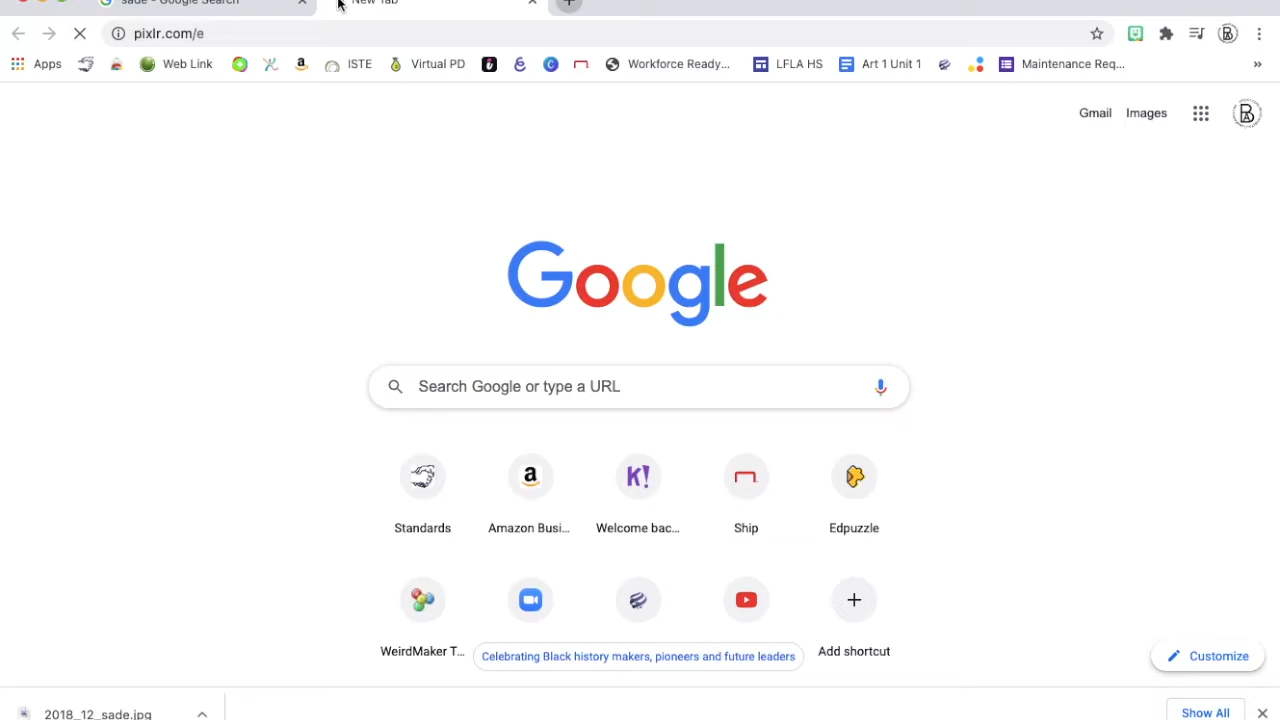 sade - Google Search
New Tab
pixlr.com/e
Apps
Web Link
ISTE
Virtual PD
Workforce Ready...
LFLA HS
Art 1 Unit 1
Maintenance Req...
»
Gmail
Images
Google
Search Google or type a URL
Standards
Amazon Busi...
Welcome bac...
Ship
Edpuzzle
WeirdMaker T...
Celebrating Black history makers, pioneers and future leaders
Add shortcut
Customize
2018_12_sade.jpg
Show All